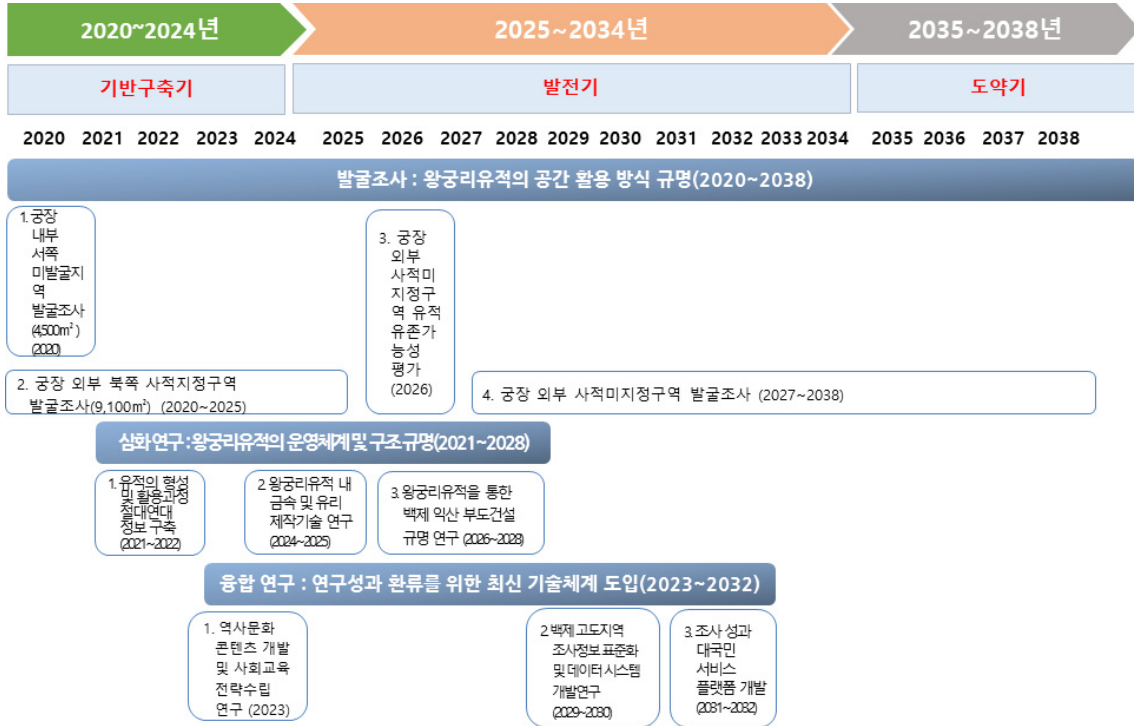 2020~2024년
2025~2034년
2035~2038년
기반구축기
발전기
도약기
2020 2021 2022 2023 2024 2025 2026 2027 2028 2029 2030 2031 2032 2033 2034 2035 2036 2037 2038
발굴조사 : 왕궁리유적의 공간 활용 방식 규명(2020~2038)
1. 궁장
내부
서쪽
미발굴지
역
발굴조사
(4,500㎡)
(2020)
2. 궁장 외부 북쪽 사적지정구역
발굴조사(9,100㎡) (2020~2025)
3. 궁장
외부
사적미
지정구
역 유적
유존가
능성
평가
(2026)
4. 궁장 외부 사적미지정구역 발굴조사 (2027~2038)
심화 연구 : 왕궁리유적의 운영체계 및 구조 규명(2021~2028)
1. 유적의 형성
및 활용과정
절대연대
정보 구축
(2021~2022)
2. 왕궁리유적 내
금속 및 유리
제작기술 연구
(2024~2025)
3. 왕궁리유적을 통한
백제 익산 부도건설
규명 연구 (2026~2028)
융합 연구 : 연구성과 환류를 위한 최신 기술체계 도입(2023~2032)
1. 역사문화
콘텐츠 개발
및 사회교육
전략수립
연구 (2023)
2. 백제 고도지역
조사정보 표준화
및 데이터 시스템
개발연구
(2029~2030)
3. 조사 성과
대국민
서비스
플랫폼 개발
(2031~2032)